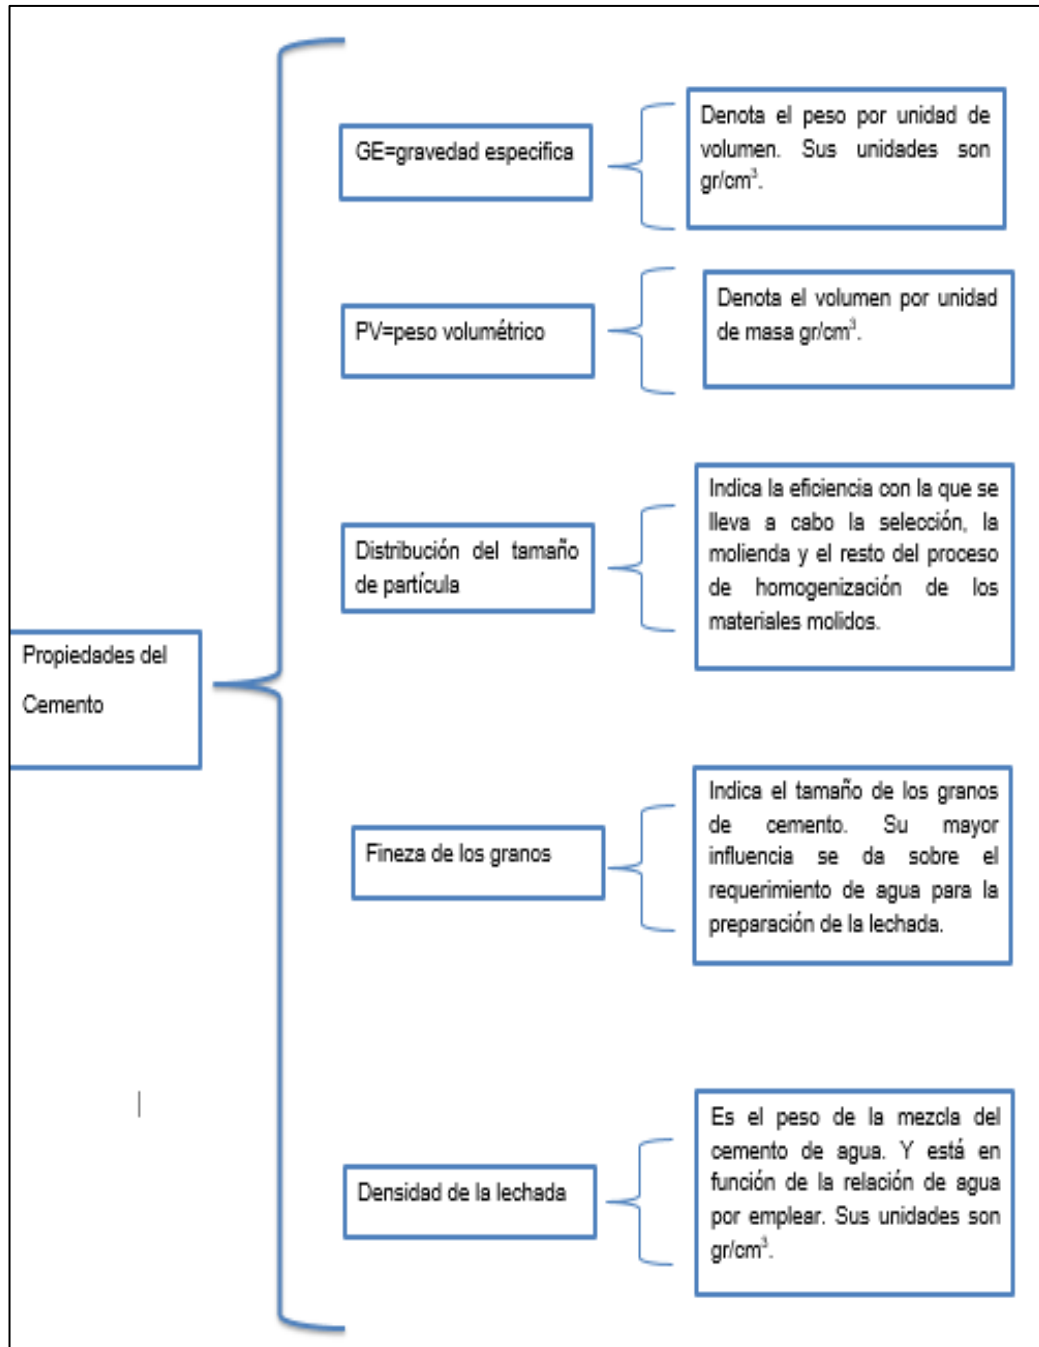 Propiedades del
Cemento
GE=gravedad especifica
Denota el peso por unidad de
volumen. Sus unidades son
gr/cm³.
PV=peso volumétrico
Denota el volumen por unidad
de masa gr/cm³.
Distribución del tamaño
de partícula
Indica la eficiencia con la que se
lleva a cabo la selección, la
molienda y el resto del proceso
de homogenización de los
materiales molidos.
Fineza de los granos
Indica el tamaño de los granos
de cemento. Su mayor
influencia se da sobre el
requerimiento de agua para la
preparación de la lechada.
Densidad de la lechada
Es el peso de la mezcla del
cemento de agua. Y está en
función de la relación de agua
por emplear. Sus unidades son
gr/cm³.